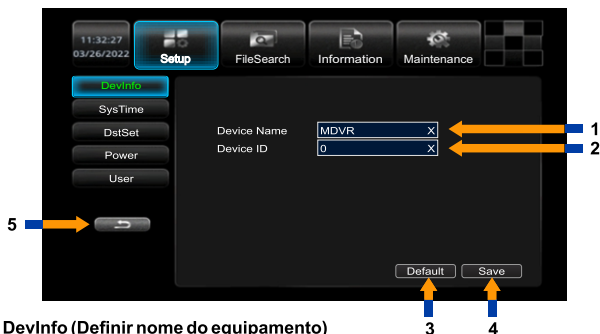 11:32:27
03/26/2022
Setup
FileSearch
Information
Maintenance
DevInfo
SysTime
DstSet
Power
User
Device Name MDVR X
Device ID 0 X
1
2
5
Default
Save
3
4
DevInfo (Definir nome do equipamento)